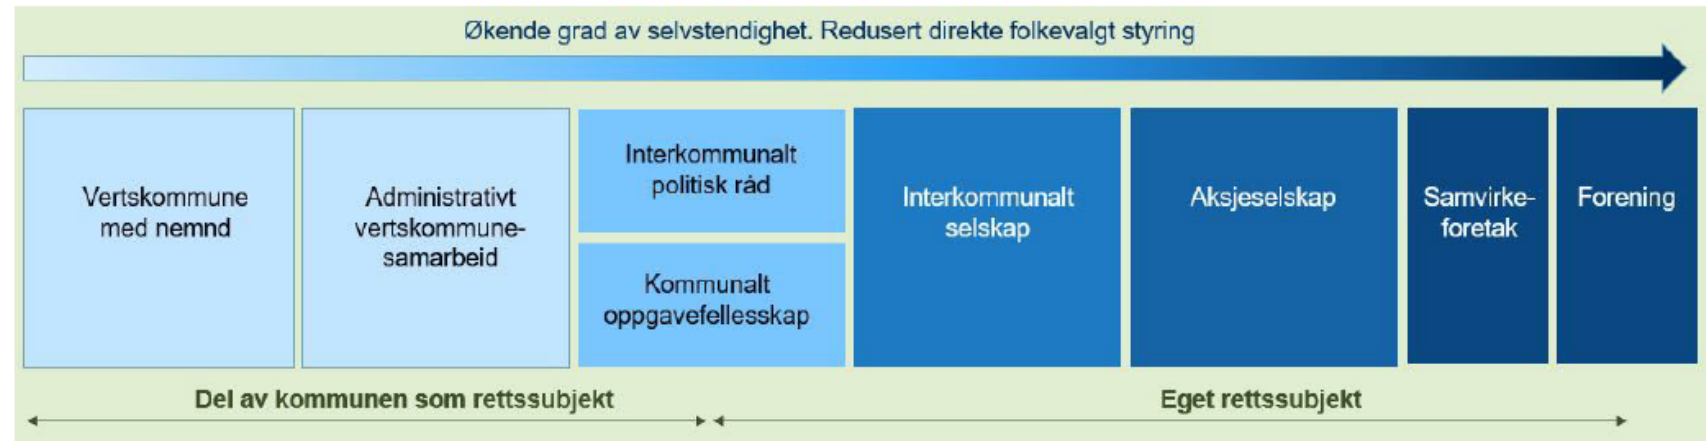 Økende grad av selvstendighet. Redusert direkte folkevalgt styring
Vertskommune
med nemnd
Administrativt
vertskommune-
samarbeid
Interkommunalt
politisk råd
Kommunalt
oppgavefellesskap
Interkommunalt
selskap
Aksjeselskap
Samvirke-
foretak
Forening
Del av kommunen som rettssubjekt
Eget rettssubjekt